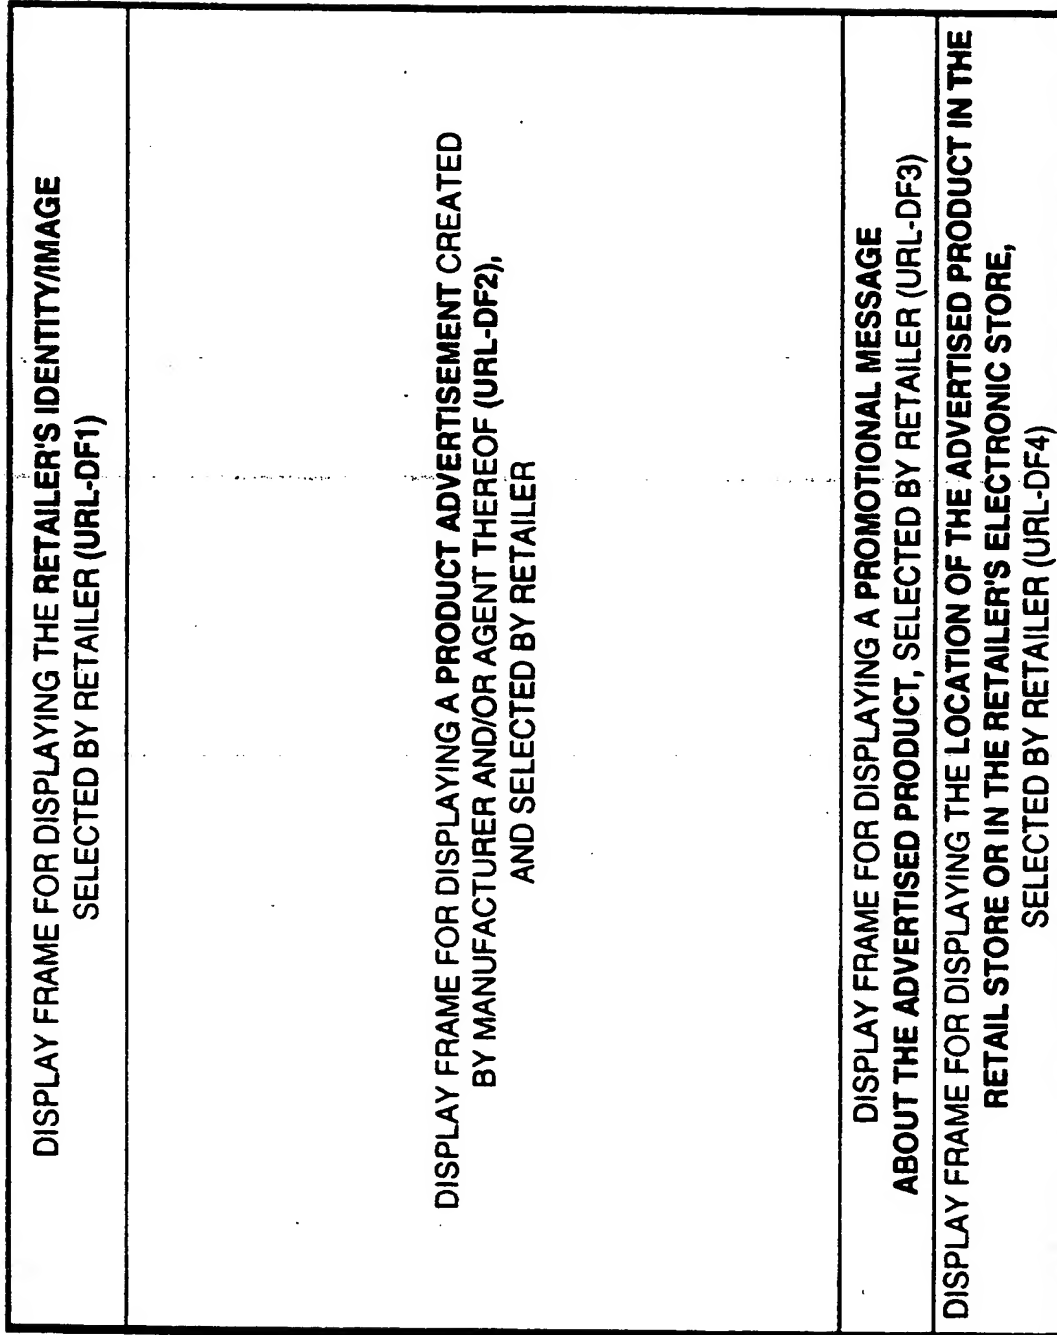 DISPLAY FRAME FOR DISPLAYING THE RETAILER'S IDENTITY/IMAGE
SELECTED BY RETAILER (URL-DF1)
DISPLAY FRAME FOR DISPLAYING A PRODUCT ADVERTISEMENT CREATED
BY MANUFACTURER AND/OR AGENT THEREOF (URL-DF2),
AND SELECTED BY RETAILER
DISPLAY FRAME FOR DISPLAYING A PROMOTIONAL MESSAGE
ABOUT THE ADVERTISED PRODUCT, SELECTED BY RETAILER (URL-DF3)
DISPLAY FRAME FOR DISPLAYING THE LOCATION OF THE ADVERTISED PRODUCT IN THE
RETAIL STORE OR IN THE RETAILER'S ELECTRONIC STORE,
SELECTED BY RETAILER (URL-DF4)